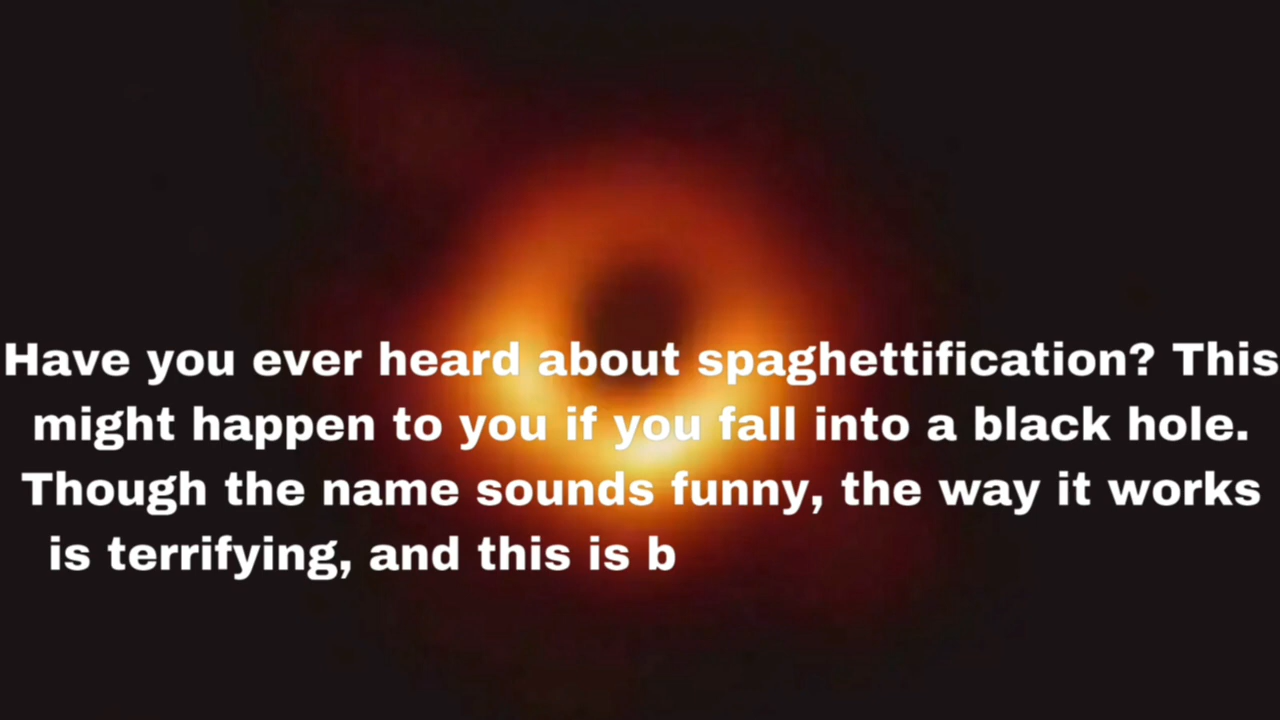 Have you ever heard about spaghettification? This
might happen to you if you fall into a black hole.
Though the name sounds funny, the way it works
is terrifying, and this is b